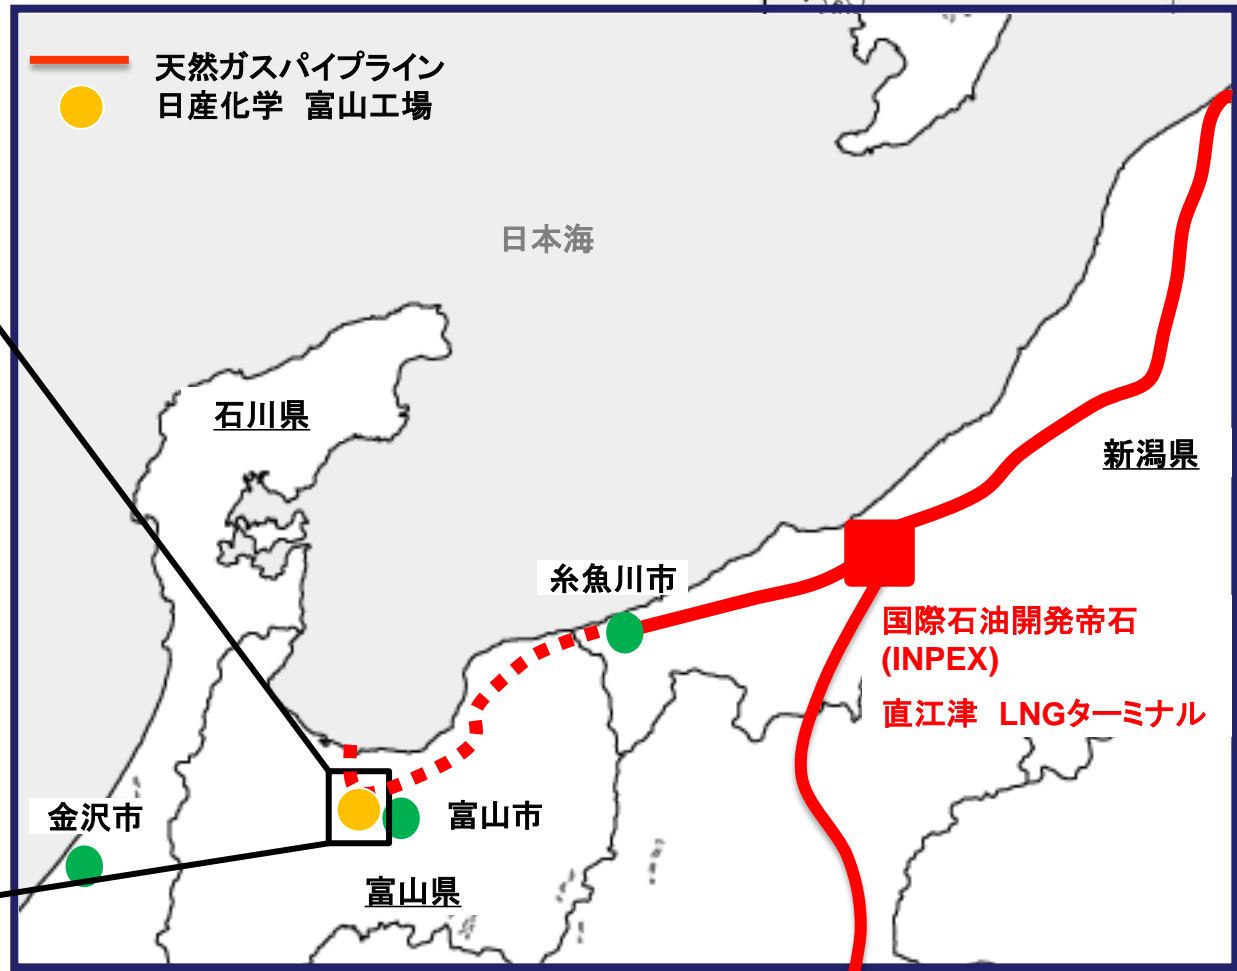 天然ガスパイプライン
日産化学　富山工場
日本海
石川県
新潟県
糸魚川市
国際石油開発帝石
(INPEX)
直江津　LNGターミナル
金沢市
富山市
富山県